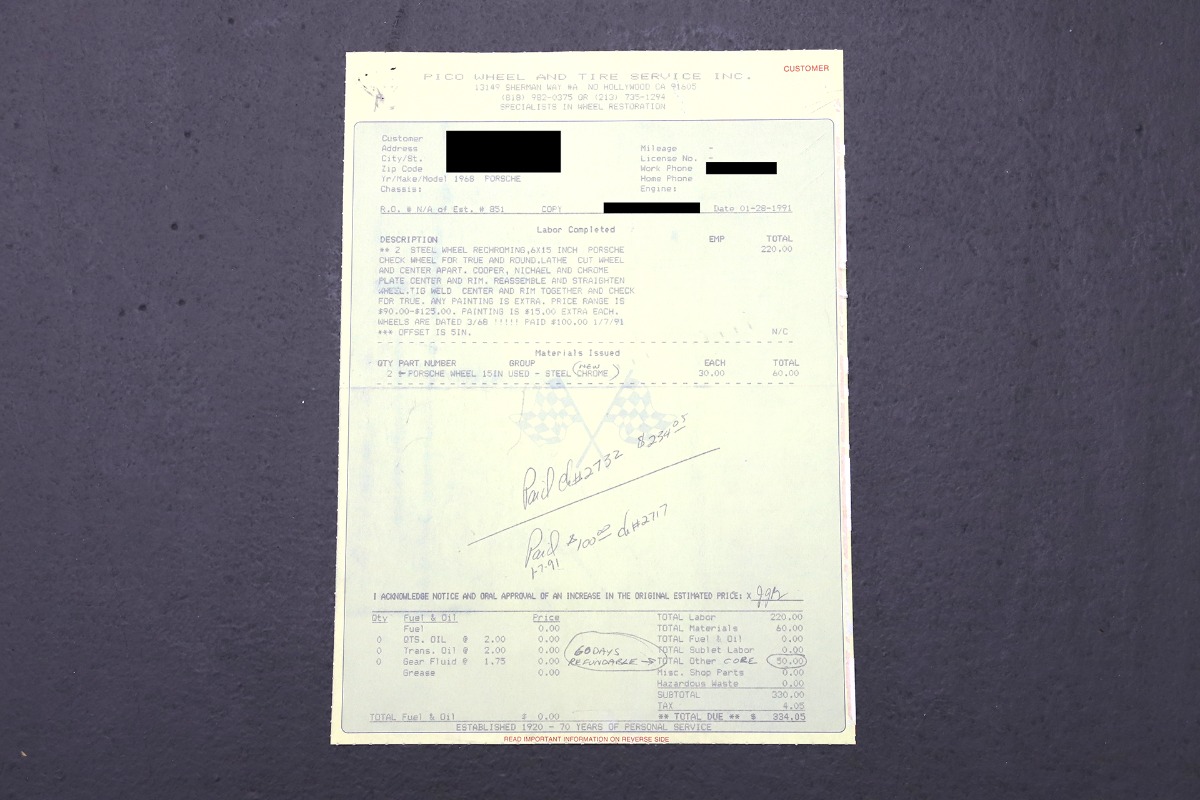 CUSTOMER
PICO WHEEL AND TIRE SERVICE INC.
13149 SHERMAN WAY #A NO HOLLYWOOD CA 91605
(818) 982-0375 OR (213) 735-1294
SPECIALISTS IN WHEEL RESTORATION
Customer
Address Mileage -
City/St. License No. -
Zip Code Work Phone
Yr/Make/Model 1968 PORSCHE Home Phone
Chassis: Engine:
R.O. # N/A of Est. # 851 COPY Date 01-28-1991
Labor Completed
DESCRIPTION EMP TOTAL
** 2 STEEL WHEEL RECHROMING,6X15 INCH PORSCHE 220.00
CHECK WHEEL FOR TRUE AND ROUND.LATHE CUT WHEEL
AND CENTER APART. COOPER, NICHAEL AND CHROME
PLATE CENTER AND RIM. REASSEMBLE AND STRAIGHTEN
WHEEL.TIG WELD CENTER AND RIM TOGETHER AND CHECK
FOR TRUE. ANY PAINTING IS EXTRA. PRICE RANGE IS
$90.00-$125.00. PAINTING IS $15.00 EXTRA EACH.
WHEELS ARE DATED 3/68 !!!!! PAID $100.00 1/7/91
*** OFFSET IS 5IN. N/C
Materials Issued
QTY PART NUMBER GROUP EACH TOTAL
NEW
2 PORSCHE WHEEL 15IN USED - STEEL CHROME 30.00 60.00
Paid Ck#2732 $234.05
Paid $100.00 ck#2717
1-7-91
I ACKNOWLEDGE NOTICE AND ORAL APPROVAL OF AN INCREASE IN THE ORIGINAL ESTIMATED PRICE: X
Qty Fuel & Oil Price TOTAL Labor 220.00
Fuel 0.00 TOTAL Materials 60.00
0 QTS. OIL @ 2.00 0.00 TOTAL Fuel & Oil 0.00
0 Trans. Oil @ 2.00 0.00 60 DAYS TOTAL Sublet Labor 0.00
0 Gear Fluid @ 1.75 0.00 REFUNDABLE → TOTAL Other CORE 50.00
Grease 0.00 Misc. Shop Parts 0.00
Hazardous Waste 0.00
SUBTOTAL 330.00
TAX 4.05
TOTAL Fuel & Oil $ 0.00 ** TOTAL DUE ** $ 334.05
ESTABLISHED 1920 - 70 YEARS OF PERSONAL SERVICE
READ IMPORTANT INFORMATION ON REVERSE SIDE